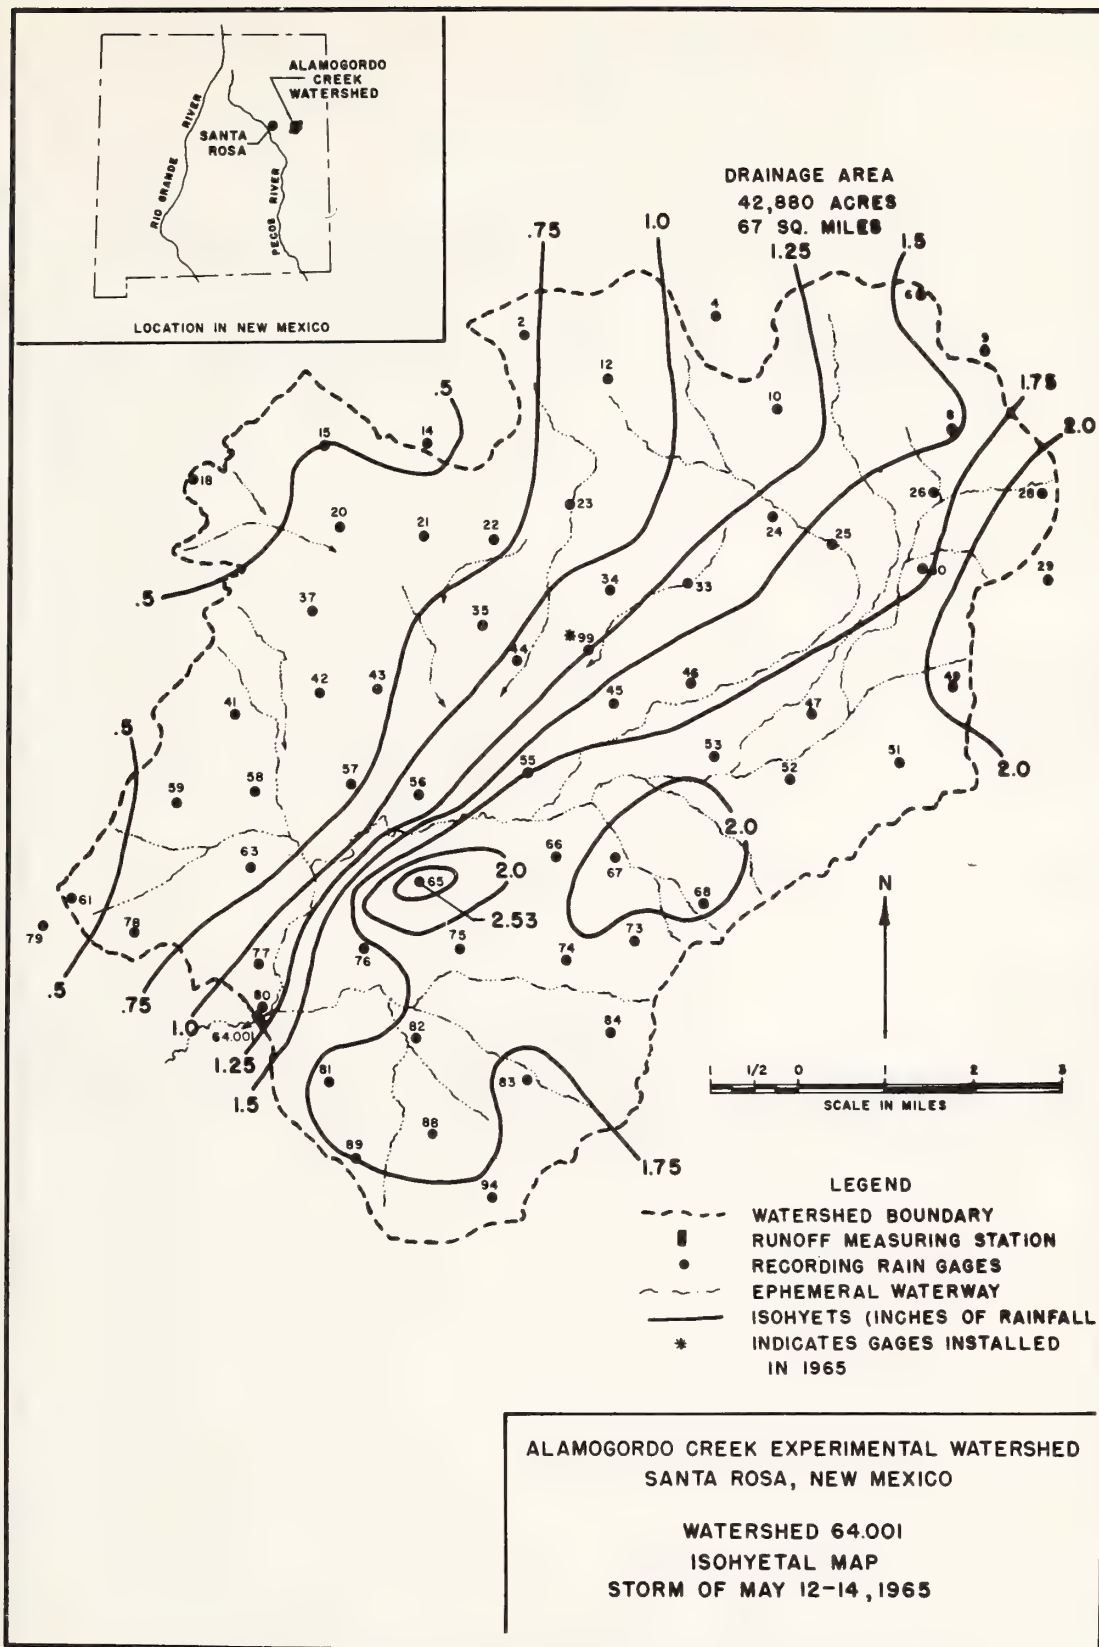 ALAMOGORDO
CREEK
WATERSHED
SANTA
ROSA
RIO GRANDE
RIVER
PECOS RIVER
LOCATION IN NEW MEXICO
DRAINAGE AREA
42,880 ACRES
67 SQ. MILES
.75
1.0
1.25
1.5
1.75
2.0
.5
6
4
2
9
12
10
8
15
14
18
26
28
23
20
21
22
24
25
29
30
37
34
33
35
*99
44
42
43
41
45
46
47
49
.5
.5
53
51
55
52
59
58
57
56
2.0
2.0
63
66
67
65
2.0
2.53
68
61
78
79
77
76
75
74
73
N
.5
.75
1.0
80
64.001
1.25
1.5
82
84
81
83
88
89
94
1.75
1 1/2 0 1 2 3
SCALE IN MILES
LEGEND
WATERSHED BOUNDARY
RUNOFF MEASURING STATION
RECORDING RAIN GAGES
EPHEMERAL WATERWAY
ISOHYETS (INCHES OF RAINFALL
* INDICATES GAGES INSTALLED
IN 1965
ALAMOGORDO CREEK EXPERIMENTAL WATERSHED
SANTA ROSA, NEW MEXICO
WATERSHED 64.001
ISOHYETAL MAP
STORM OF MAY 12-14, 1965